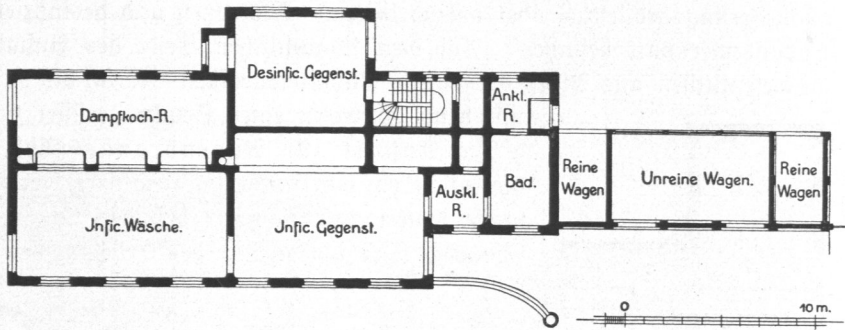 Desinfic. Gegenst.
Dampfkoch-R.
Ankl.
R.
Reine
Wagen
Unreine Wagen.
Reine
Wagen
Jnfic. Wäsche.
Jnfic. Gegenst.
Auskl.
R.
Bad.
0
10 m.